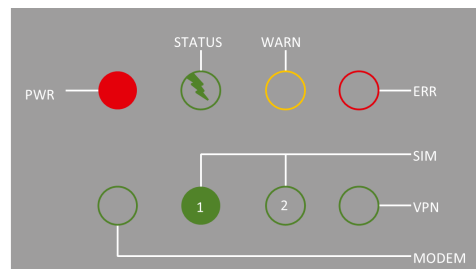 STATUS WARN
PWR ERR
SIM
1 2 VPN
MODEM